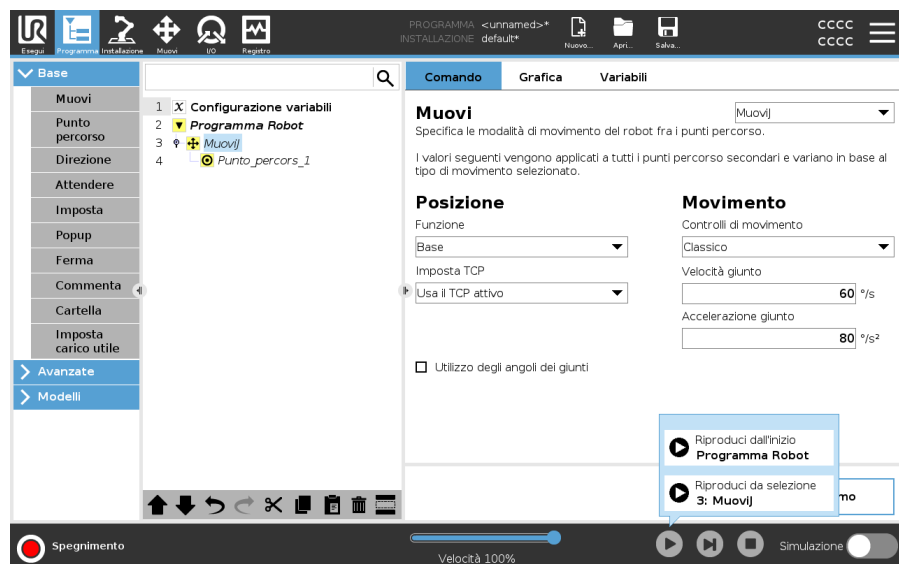 PROGRAMMA <unnamed>*
INSTALLAZIONE default*
Esegui
Programma
Installazione
Muovi
I/O
Registro
Nuovo...
Apri...
Salva...
CCCC
CCCC
Base
Muovi
Punto
percorso
Direzione
Attendere
Imposta
Popup
Ferma
Commenta
Cartella
Imposta
carico utile
Avanzate
Modelli
1 X Configurazione variabili
2 Programma Robot
3 MuoviJ
4 Punto_percors_1
Comando
Grafica
Variabili
Muovi
MuoviJ
Specifica le modalità di movimento del robot fra i punti percorso.
I valori seguenti vengono applicati a tutti i punti percorso secondari e variano in base al
tipo di movimento selezionato.
Posizione
Funzione
Base
Imposta TCP
Usa il TCP attivo
Movimento
Controlli di movimento
Classico
Velocità giunto
60 °/s
Accelerazione giunto
80 °/s²
Utilizzo degli angoli dei giunti
Riproduci dall'inizio
Programma Robot
Riproduci da selezione
3: MuoviJ
mo
Spegnimento
Velocità 100%
Simulazione